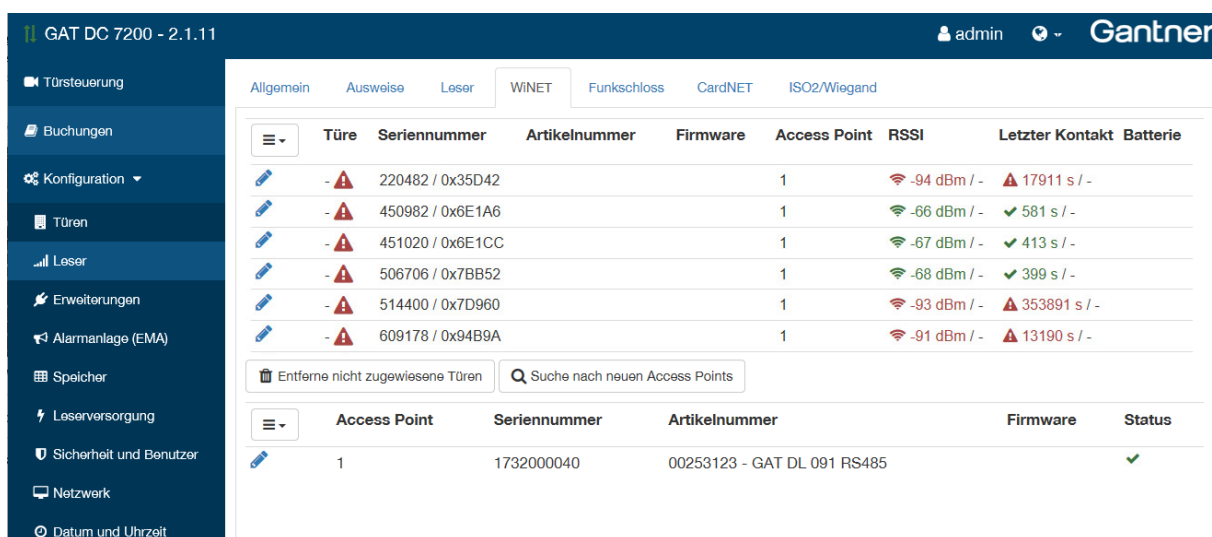 GAT DC 7200 - 2.1.11
admin
Gantner
Türsteuerung
Buchungen
Konfiguration
Türen
Leser
Erweiterungen
Alarmanlage (EMA)
Speicher
Leserversorgung
Sicherheit und Benutzer
Netzwerk
Datum und Uhrzeit
Allgemein Ausweise Leser WiNET Funkschloss CardNET ISO2/Wiegand
Türe Seriennummer Artikelnummer Firmware Access Point RSSI Letzter Kontakt Batterie
- 220482 / 0x35D42 1 -94 dBm / - 17911 s / -
- 450982 / 0x6E1A6 1 -66 dBm / - 581 s / -
- 451020 / 0x6E1CC 1 -67 dBm / - 413 s / -
- 506706 / 0x7BB52 1 -68 dBm / - 399 s / -
- 514400 / 0x7D960 1 -93 dBm / - 353891 s / -
- 609178 / 0x94B9A 1 -91 dBm / - 13190 s / -
Entferne nicht zugewiesene Türen Suche nach neuen Access Points
Access Point Seriennummer Artikelnummer Firmware Status
1 1732000040 00253123 - GAT DL 091 RS485